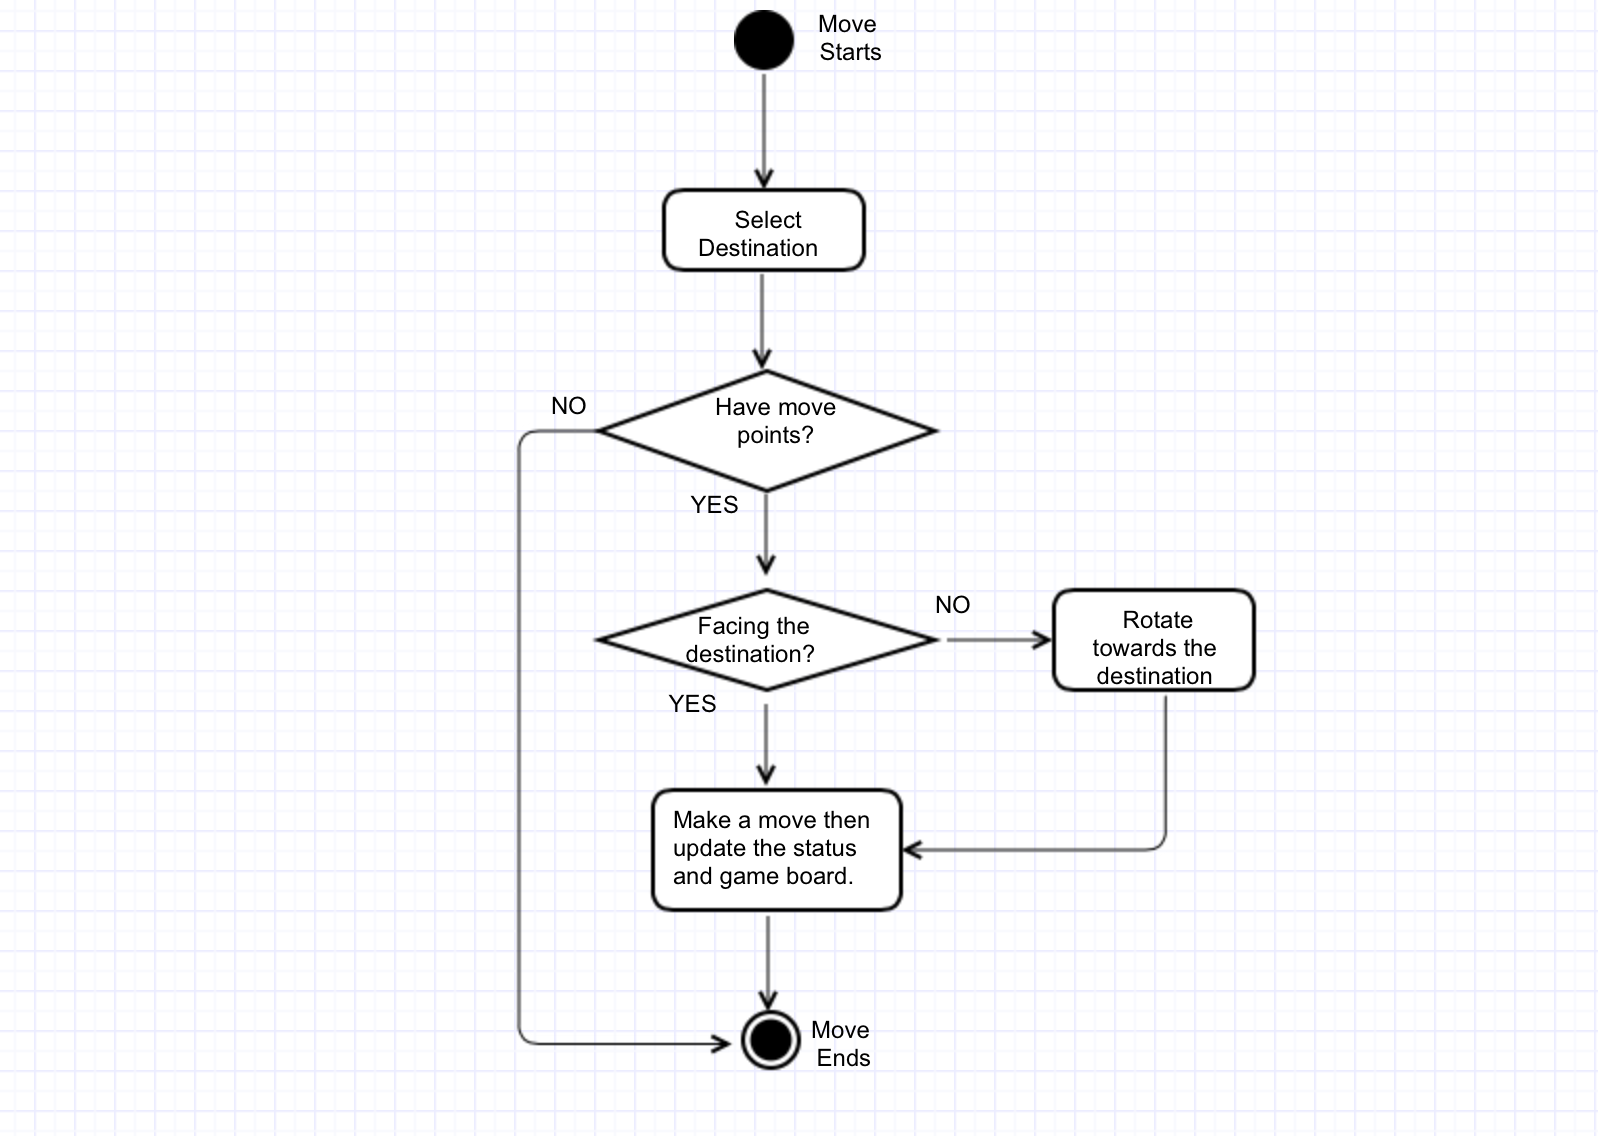 Move
Starts
Select
Destination
NO
Have move
points?
YES
Facing the
destination?
NO
Rotate
towards the
destination
YES
Make a move then
update the status
and game board.
Move
Ends